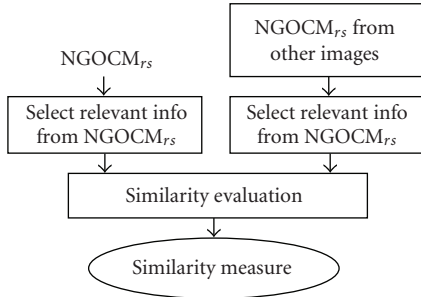 NGOCMrs
NGOCMrs from
other images
Select relevant info
from NGOCMrs
Select relevant info
from NGOCMrs
Similarity evaluation
Similarity measure